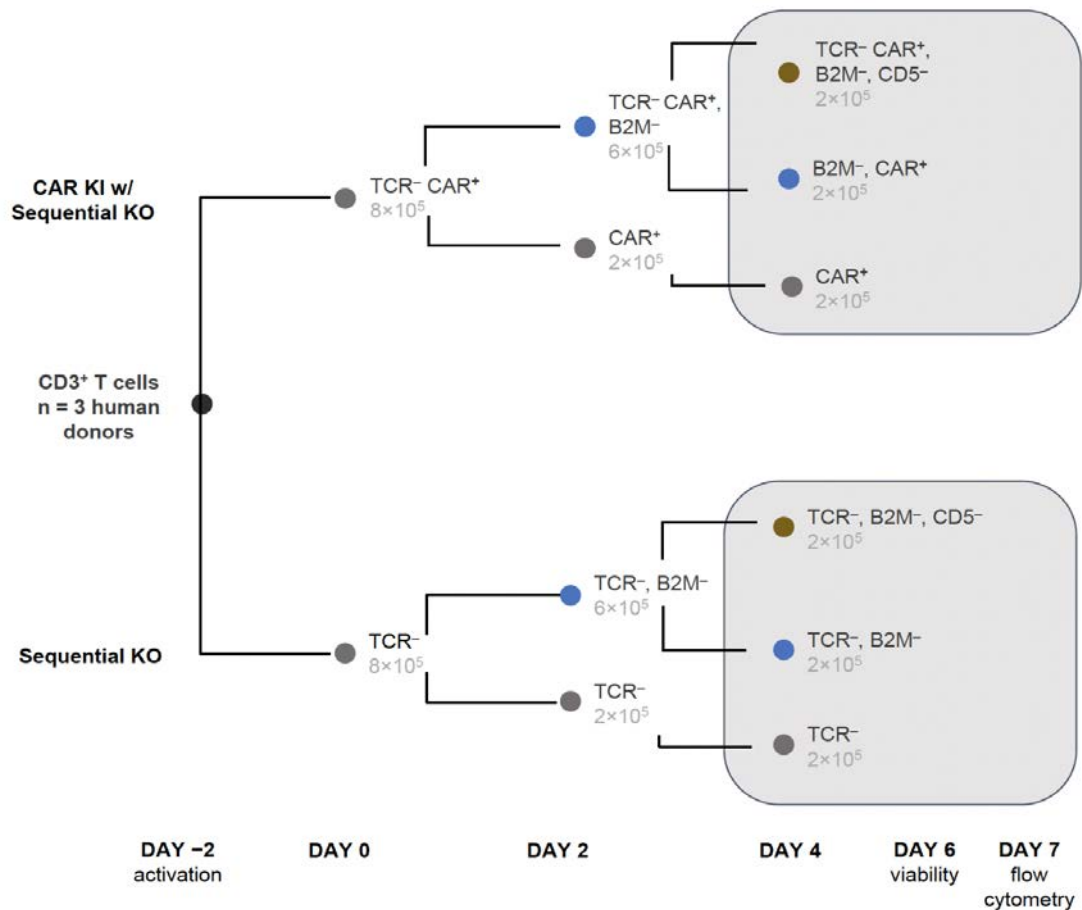 TCR⁻ CAR⁺,
B2M⁻, CD5⁻
2×10⁵
TCR⁻ CAR⁺,
B2M⁻
6×10⁵
CAR KI w/
Sequential KO
TCR⁻ CAR⁺
8×10⁵
B2M⁻, CAR⁺
2×10⁵
CAR⁺
2×10⁵
CAR⁺
2×10⁵
CD3⁺ T cells
n = 3 human
donors
TCR⁻, B2M⁻, CD5⁻
2×10⁵
TCR⁻, B2M⁻
6×10⁵
Sequential KO
TCR⁻
8×10⁵
TCR⁻, B2M⁻
2×10⁵
TCR⁻
2×10⁵
TCR⁻
2×10⁵
DAY −2
activation
DAY 0
DAY 2
DAY 4
DAY 6
viability
DAY 7
flow
cytometry